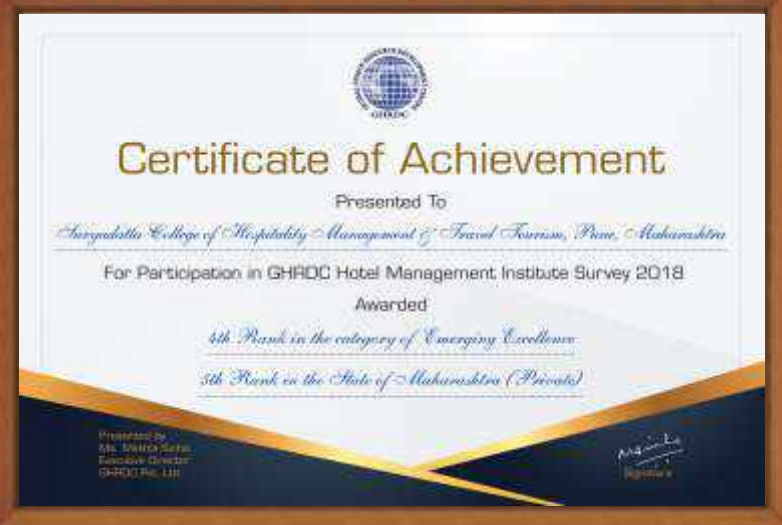 GHRDC
Certificate of Achievement
Presented To
Suryadatta College of Hospitality Management & Travel Tourism, Pune, Maharashtra
For Participation in GHRDC Hotel Management Institute Survey 2018
Awarded
4th Rank in the category of Emerging Excellence
5th Rank in the State of Maharashtra (Private)
Presented by
Ms.
Executive Director
GHRDC Pvt. Ltd.
Signature